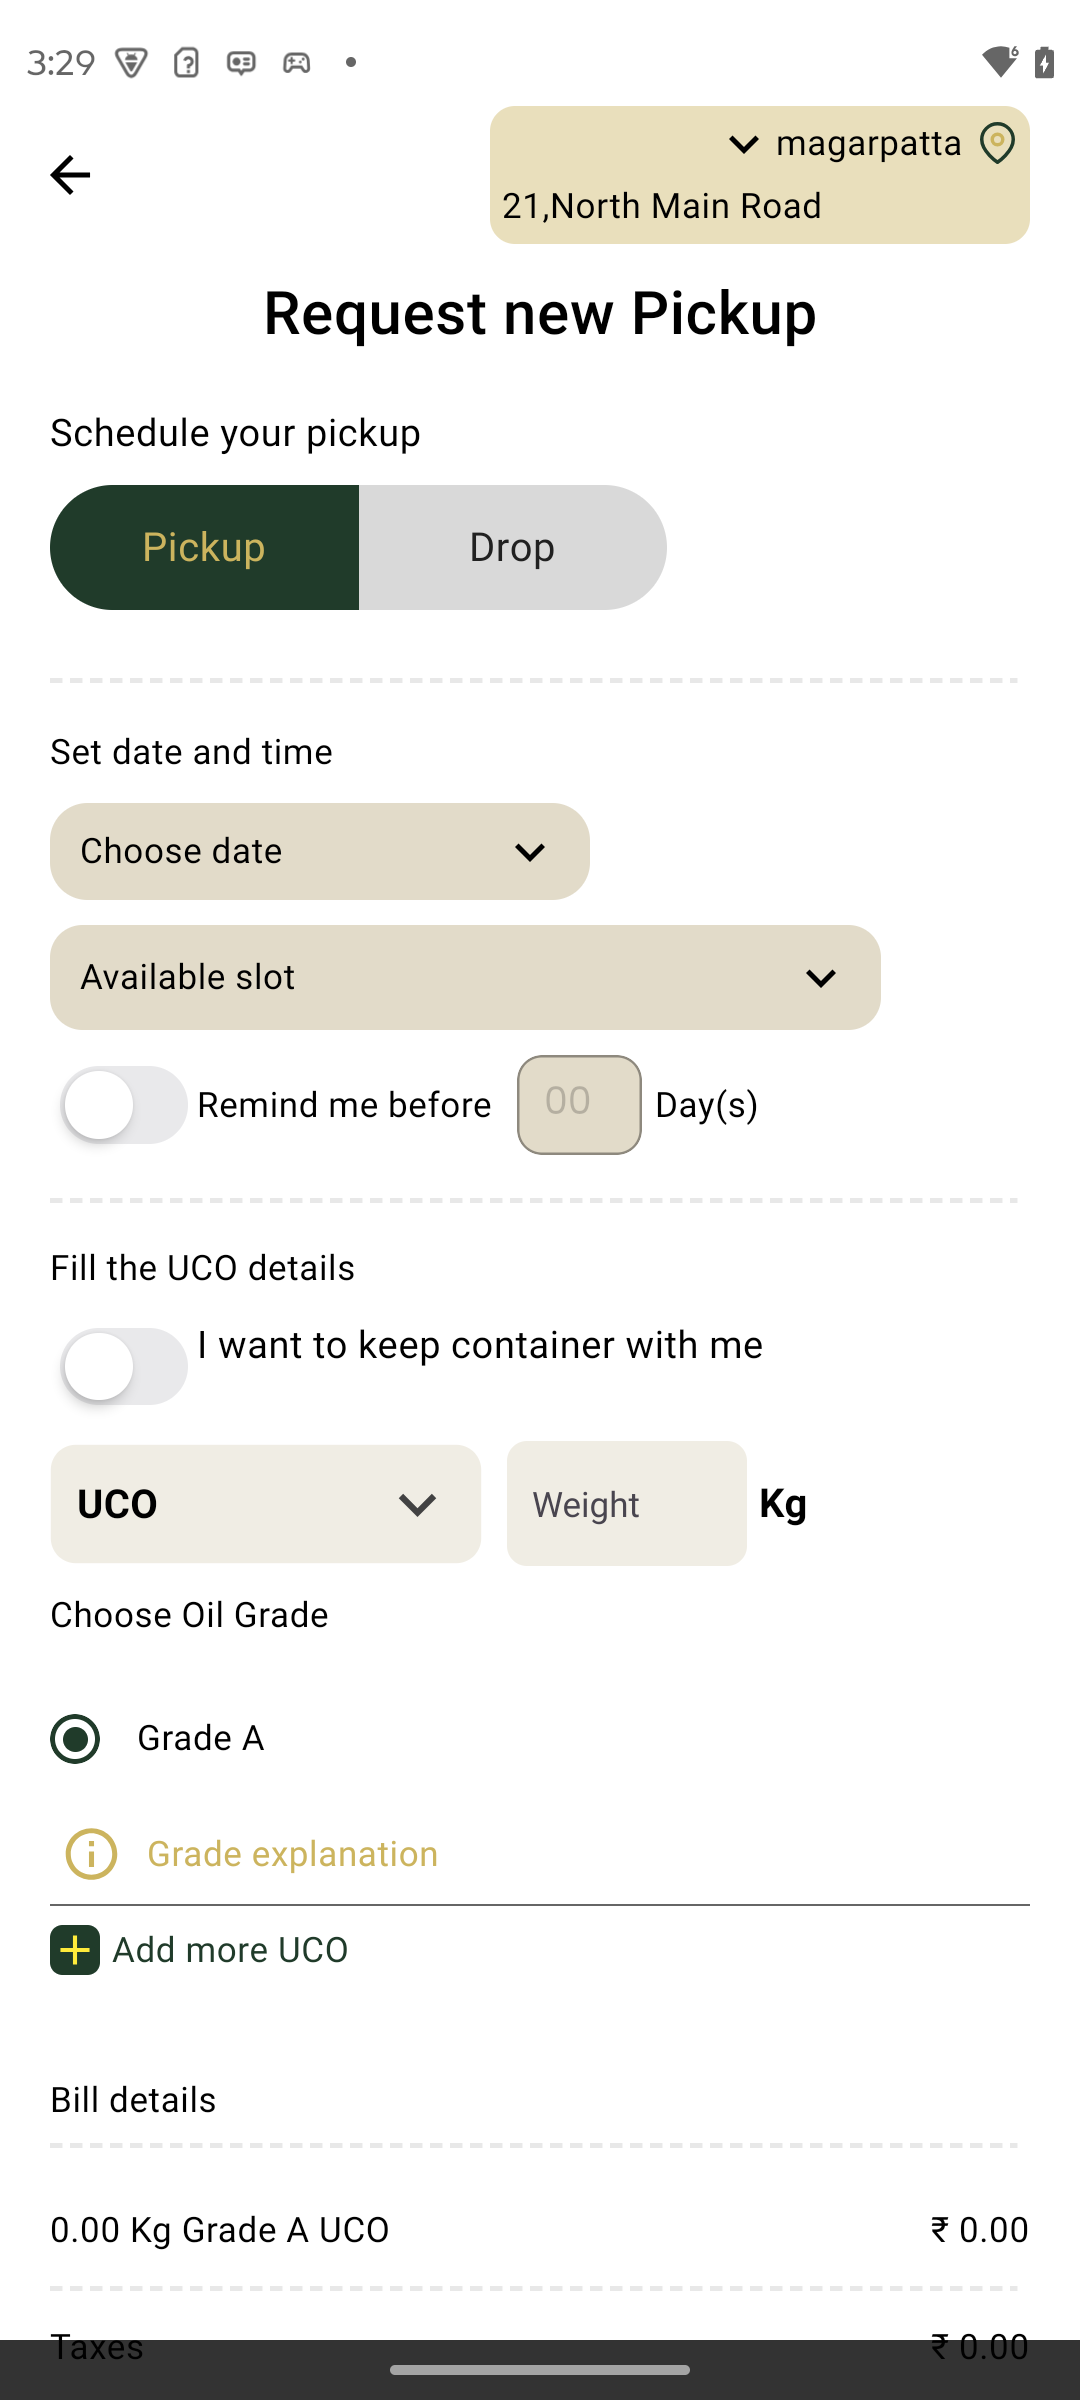 3:29
magarpatta
21,North Main Road
Request new Pickup
Schedule your pickup
Pickup
Drop
Set date and time
Choose date
Available slot
Remind me before 00 Day(s)
Fill the UCO details
I want to keep container with me
UCO
Weight
Kg
Choose Oil Grade
Grade A
Grade explanation
Add more UCO
Bill details
0.00 Kg Grade A UCO ₹ 0.00
Taxes ₹ 0.00